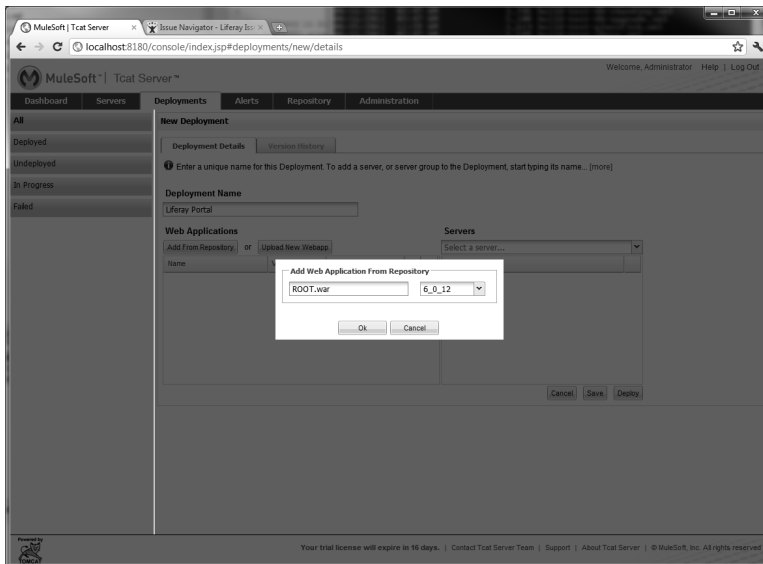 MuleSoft | Tcat Server
Issue Navigator - Liferay Iss
localhost:8180/console/index.jsp#deployments/new/details
MuleSoft™ | Tcat Server™
Welcome, Administrator Help | Log Out
Dashboard Servers Deployments Alerts Repository Administration
All
Deployed
Undeployed
In Progress
Failed
New Deployment
Deployment Details Version History
Enter a unique name for this Deployment. To add a server, or server group to the Deployment, start typing its name... [more]
Deployment Name
Liferay Portal
Web Applications
Add From Repository or Upload New Webapp
Name
Servers
Select a server...
Add Web Application From Repository
ROOT.war 6_0_12
Ok Cancel
Cancel Save Deploy
Powered by
TOMCAT
Your trial license will expire in 16 days. | Contact Tcat Server Team | Support | About Tcat Server | © MuleSoft, Inc. All rights reserved